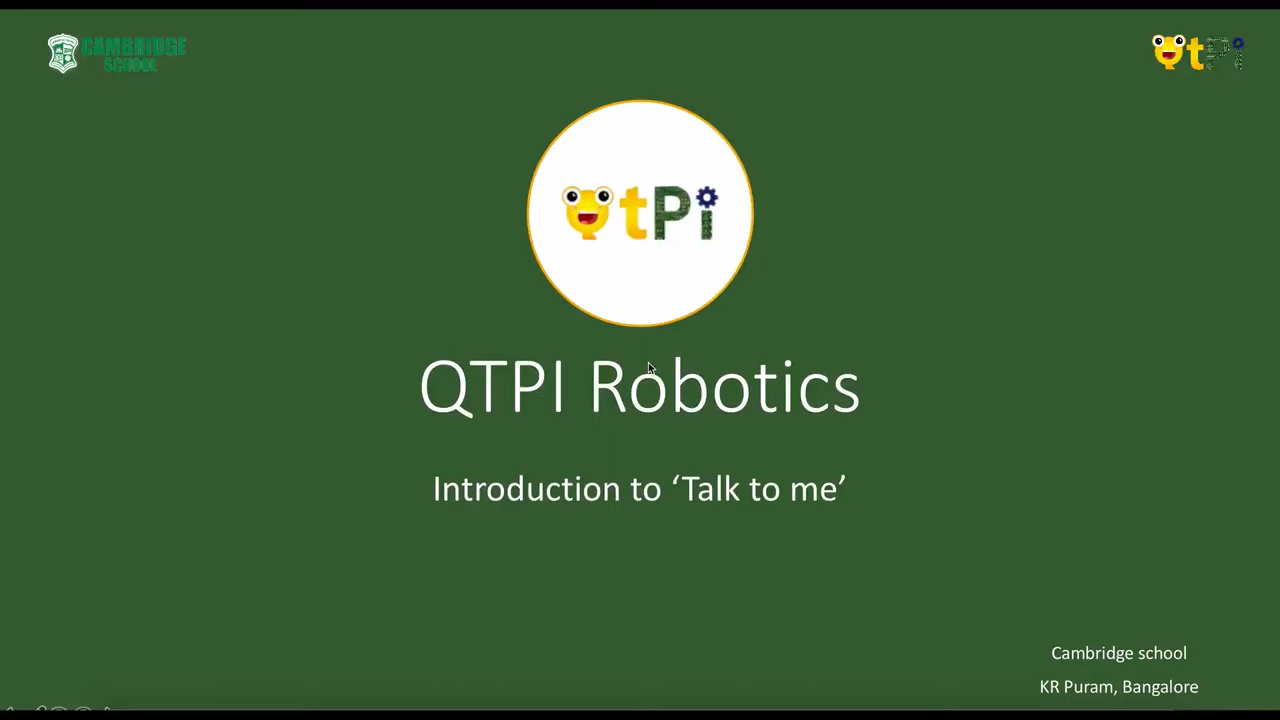 CAMBRIDGE
SCHOOL
QtPi
QtPi
QTPI Robotics
Introduction to ‘Talk to me’
Cambridge school
KR Puram, Bangalore